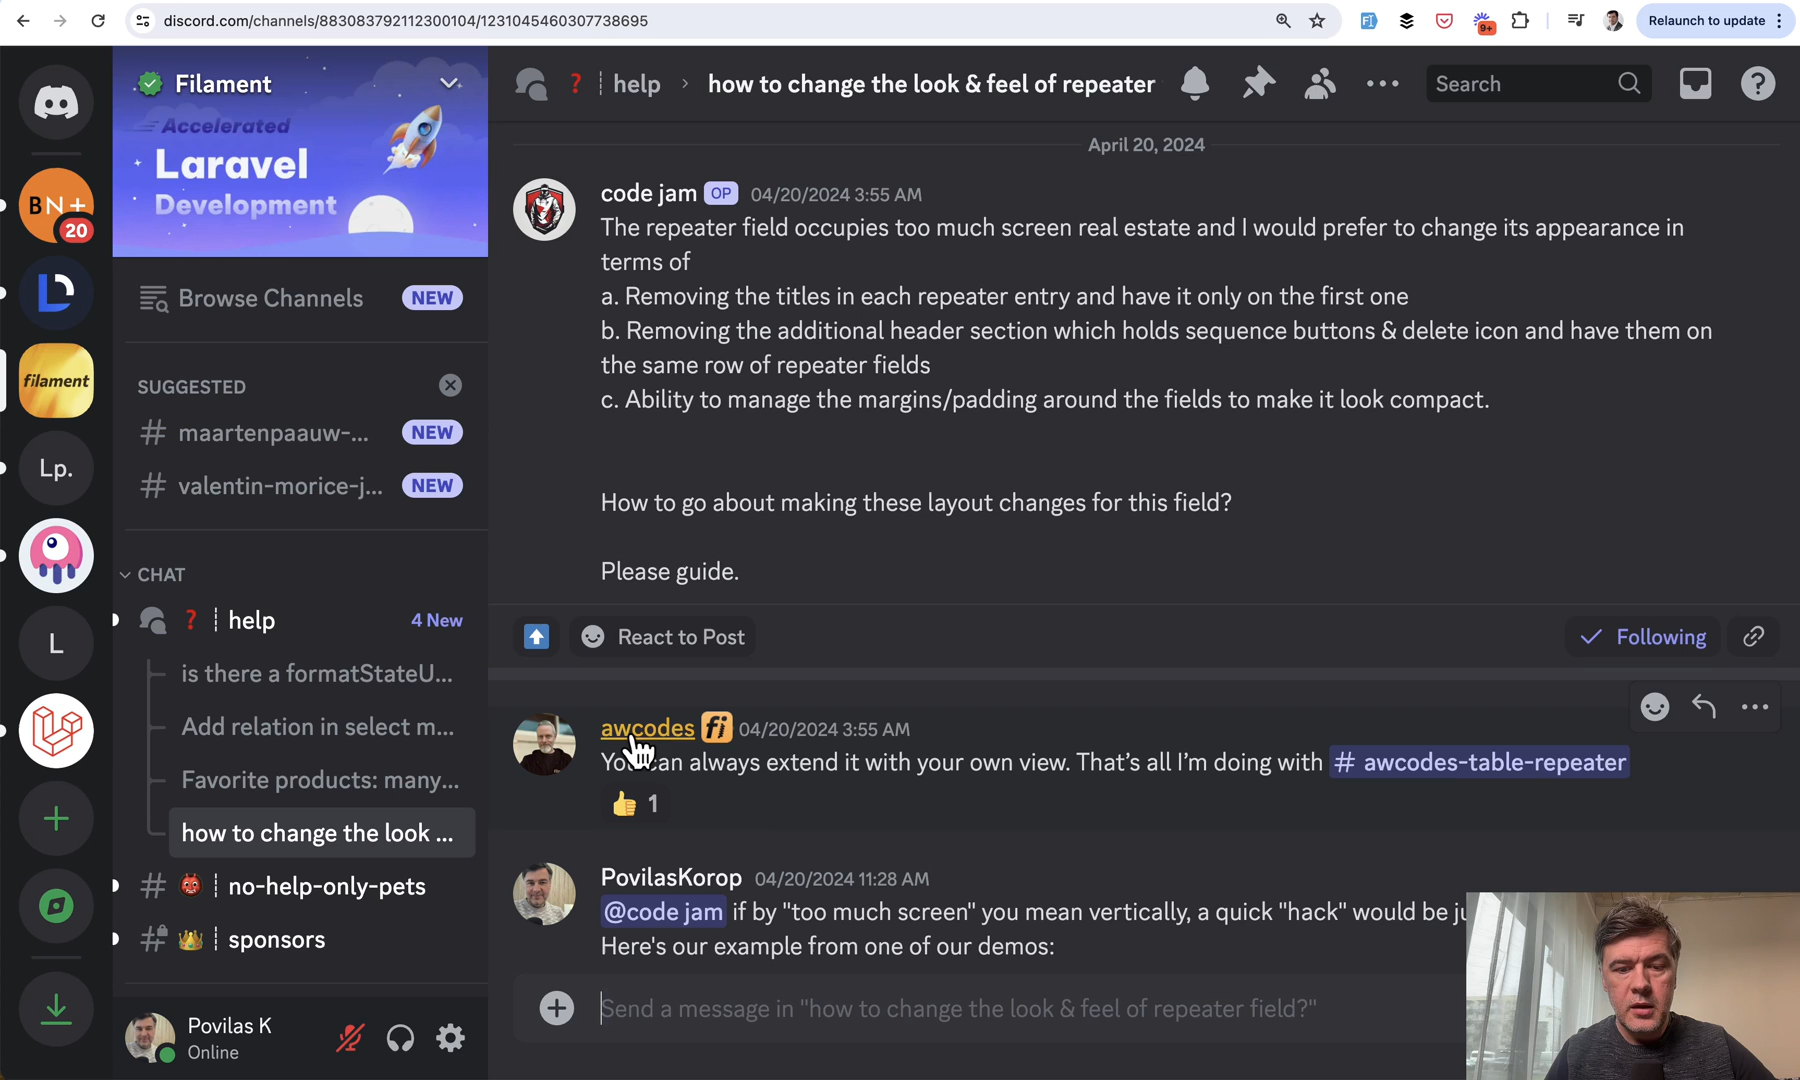 discord.com/channels/883083792112300104/1231045460307738695
9+
Relaunch to update
Filament
Accelerated
Laravel
Development
Browse Channels NEW
SUGGESTED
# maartenpaauw-... NEW
# valentin-morice-j... NEW
CHAT
❓ ┊ help 4 New
is there a formatStateU...
Add relation in select m...
Favorite products: many...
how to change the look ...
# 👹 ┊ no-help-only-pets
# 👑 ┊ sponsors
Povilas K
Online
BN+
20
filament
Lp.
L
❓ ┊ help › how to change the look & feel of repeater
Search
April 20, 2024
code jam OP 04/20/2024 3:55 AM
The repeater field occupies too much screen real estate and I would prefer to change its appearance in
terms of
a. Removing the titles in each repeater entry and have it only on the first one
b. Removing the additional header section which holds sequence buttons & delete icon and have them on
the same row of repeater fields
c. Ability to manage the margins/padding around the fields to make it look compact.
How to go about making these layout changes for this field?
Please guide.
React to Post
Following
awcodes fi 04/20/2024 3:55 AM
You can always extend it with your own view. That's all I'm doing with # awcodes-table-repeater
👍 1
PovilasKorop 04/20/2024 11:28 AM
@code jam if by "too much screen" you mean vertically, a quick "hack" would be ju
Here's our example from one of our demos:
Send a message in "how to change the look & feel of repeater field?"